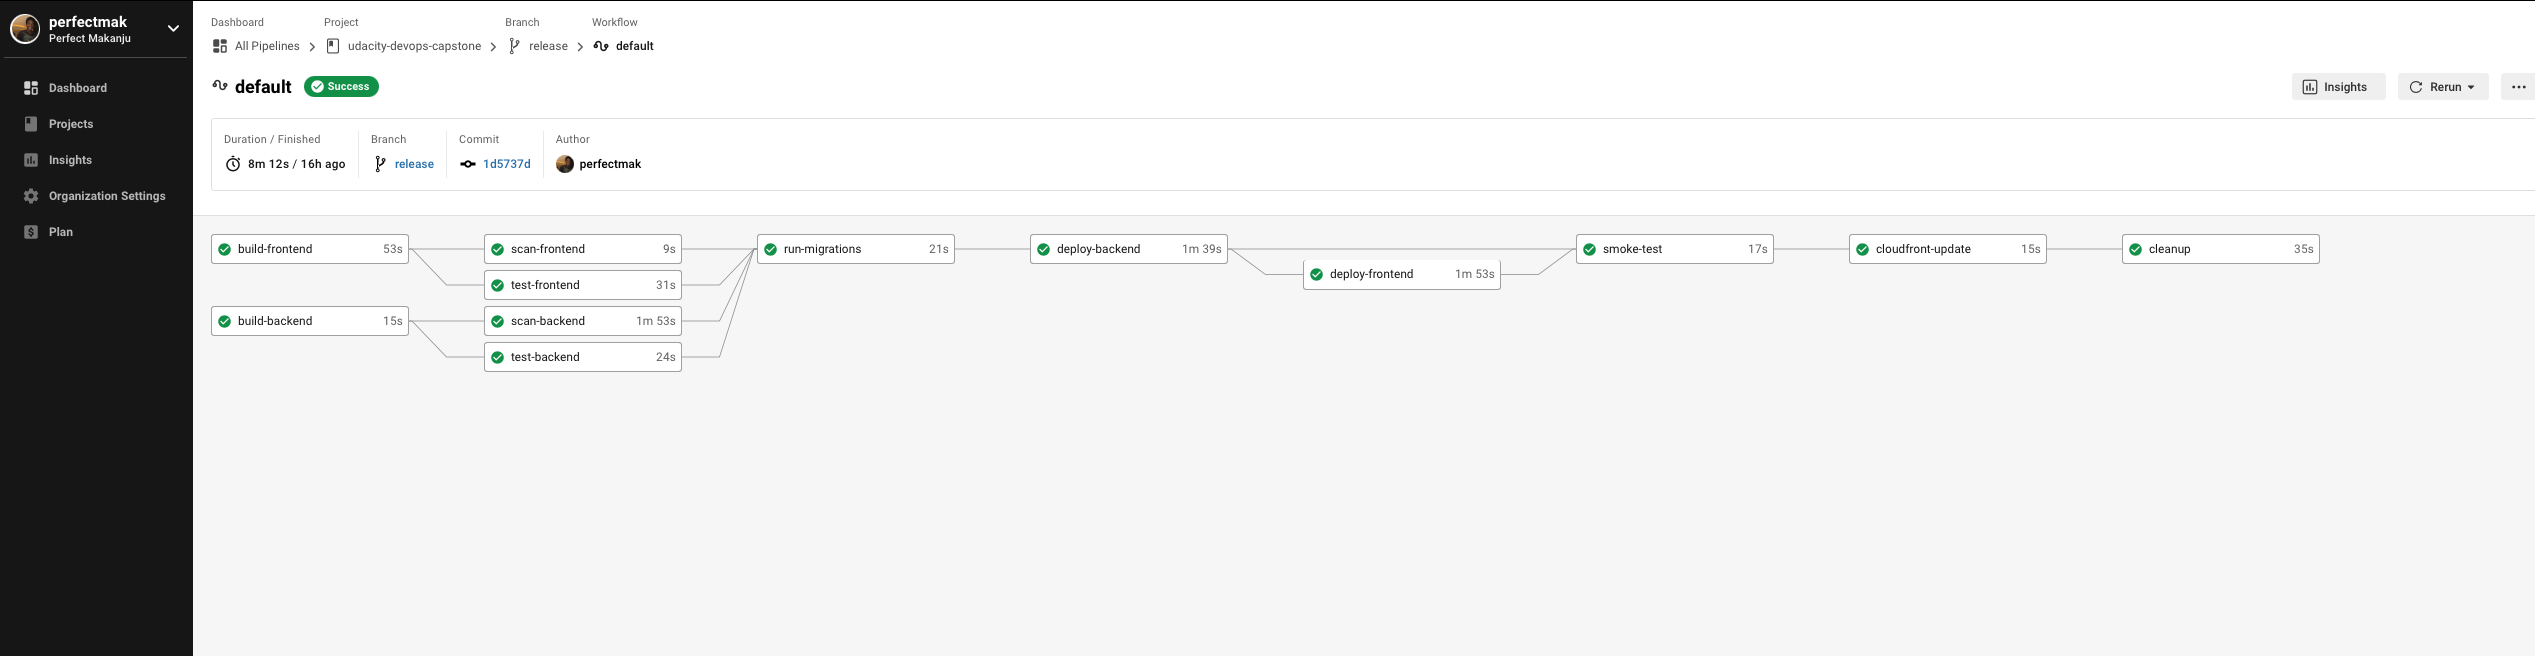 perfectmak
Perfect Makanju
Dashboard
Projects
Insights
Organization Settings
Plan
Dashboard Project Branch Workflow
All Pipelines udacity-devops-capstone release default
default Success
Insights Rerun
Duration / Finished Branch Commit Author
8m 12s / 16h ago release 1d5737d perfectmak
build-frontend 53s scan-frontend 9s run-migrations 21s deploy-backend 1m 39s smoke-test 17s cloudfront-update 15s cleanup 35s
deploy-frontend 1m 53s
test-frontend 31s
build-backend 15s scan-backend 1m 53s
test-backend 24s